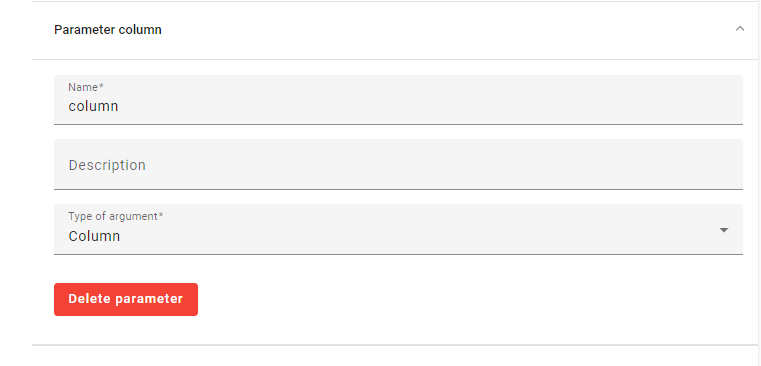 Parameter column
Name*
column
Description
Type of argument*
Column
Delete parameter